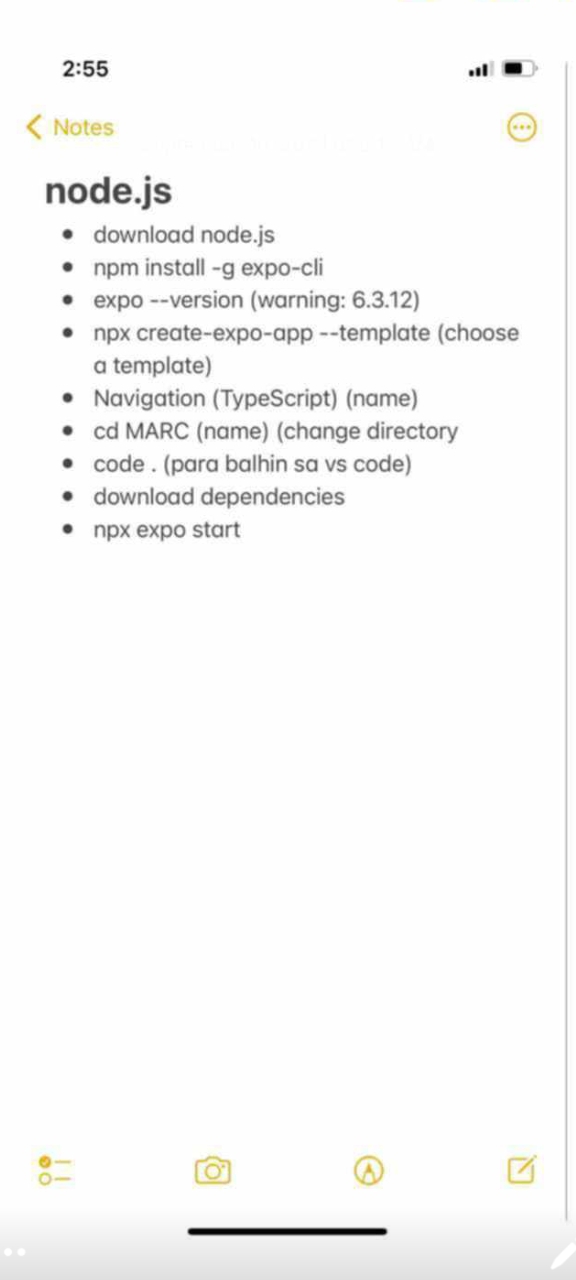 2:55
Notes
node.js
• download node.js
• npm install -g expo-cli
• expo --version (warning: 6.3.12)
• npx create-expo-app --template (choose
a template)
• Navigation (TypeScript) (name)
• cd MARC (name) (change directory
• code . (para balhin sa vs code)
• download dependencies
• npx expo start